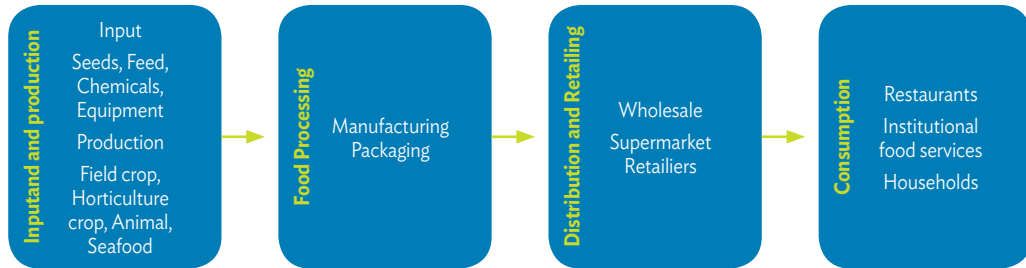 Inputand and production
Input
Seeds, Feed,
Chemicals,
Equipment
Production
Field crop,
Horticulture
crop, Animal,
Seafood
Food Processing
Manufacturing
Packaging
Distribution and Retailing
Wholesale
Supermarket
Retailiers
Consumption
Restaurants
Institutional
food services
Households